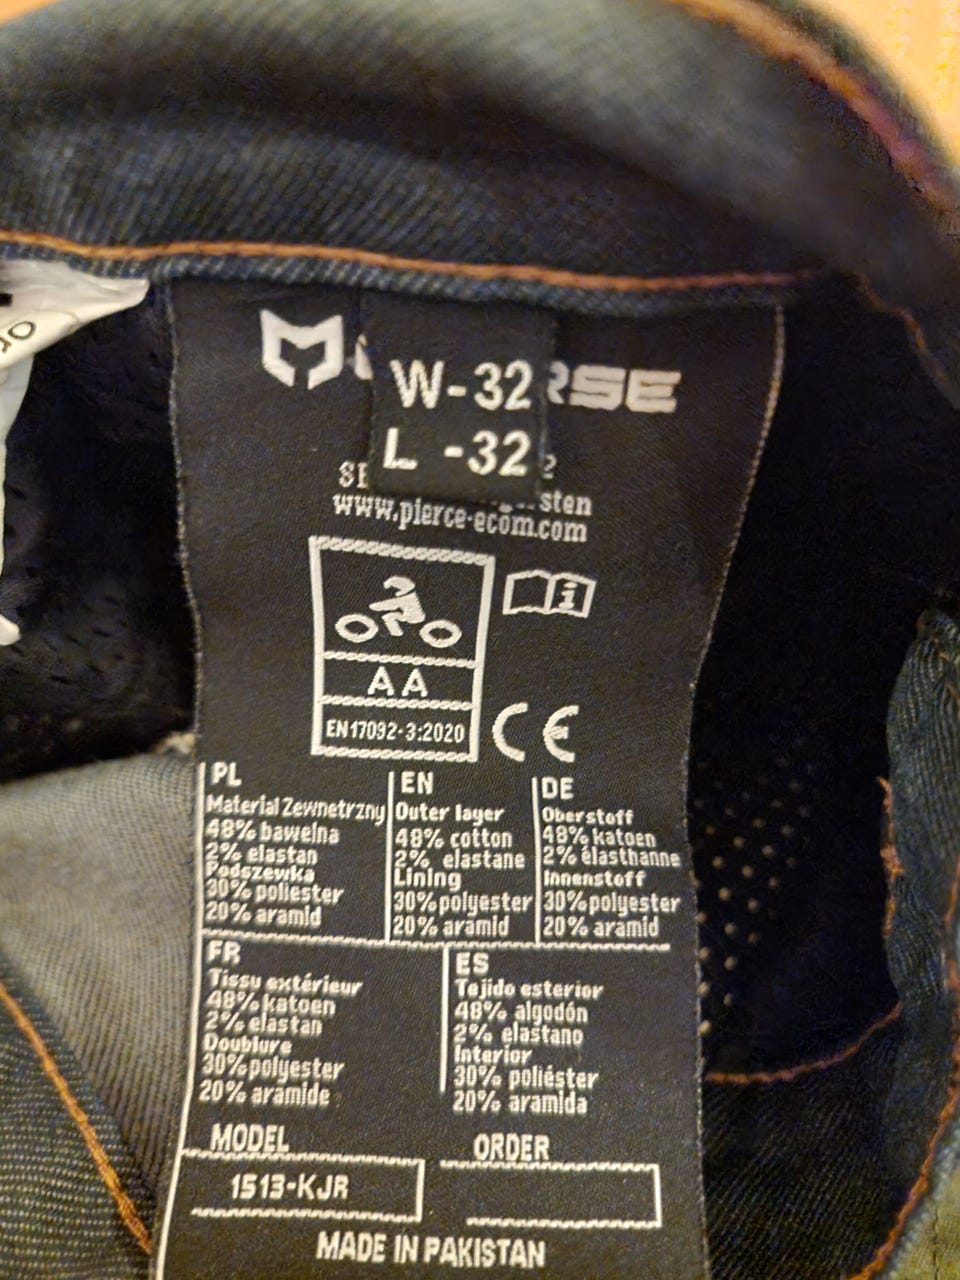 W-32
L -32
www.pierce-ecom.com
AA
EN17092-3:2020
CE
PL
Material Zewnetrzny
48% bawelna
2% elastan
Podszewka
30% poliester
20% aramid
EN
Outer layer
48% cotton
2% elastane
Lining
30% polyester
20% aramid
DE
Oberstoff
48% katoen
2% elasthanne
Innenstoff
30% polyester
20% aramid
FR
Tissu extérieur
48% katoen
2% elastan
Doublure
30% polyester
20% aramide
ES
Tejido esterior
48% algodón
2% elastano
Interior
30% poliéster
20% aramida
MODEL
1513-KJR
ORDER
MADE IN PAKISTAN